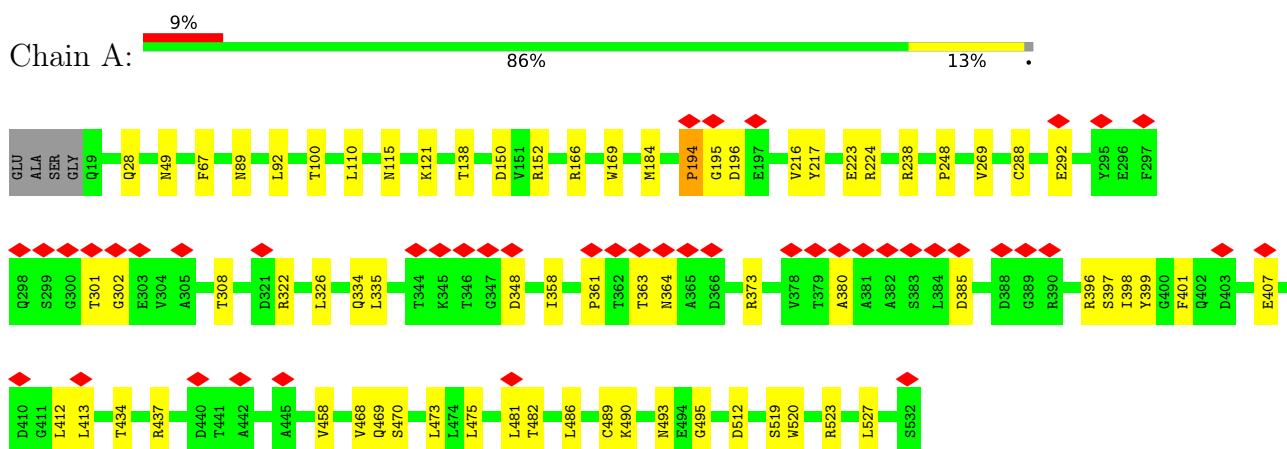 9%
Chain A:
86% 13% •
GLU ALA SER GLY Q19 Q28 N49 F67 N89 L92 T100 L110 N115 K121 T138 D150 V151 R152 R166 W169 M184 P194 G195 D196 E197 V216 Y217 E223 R224 R238 P248 V269 C288 E292 Y295 E296 F297
Q298 S299 G300 T301 G302 E303 V304 A305 T308 D321 R322 L326 Q334 L335 T344 K345 T346 G347 D348 I358 P361 T362 T363 N364 A365 D366 R373 V378 T379 A380 A381 A382 S383 L384 D385 D388 G389 R390 R396 S397 I398 Y399 G400 F401 Q402 D403 E407
D410 G411 L412 L413 T434 R437 D440 T441 A442 A445 V458 V468 Q469 S470 L473 L474 L475 L481 T482 L486 C489 K490 N493 E494 G495 D512 S519 W520 R523 L527 S532